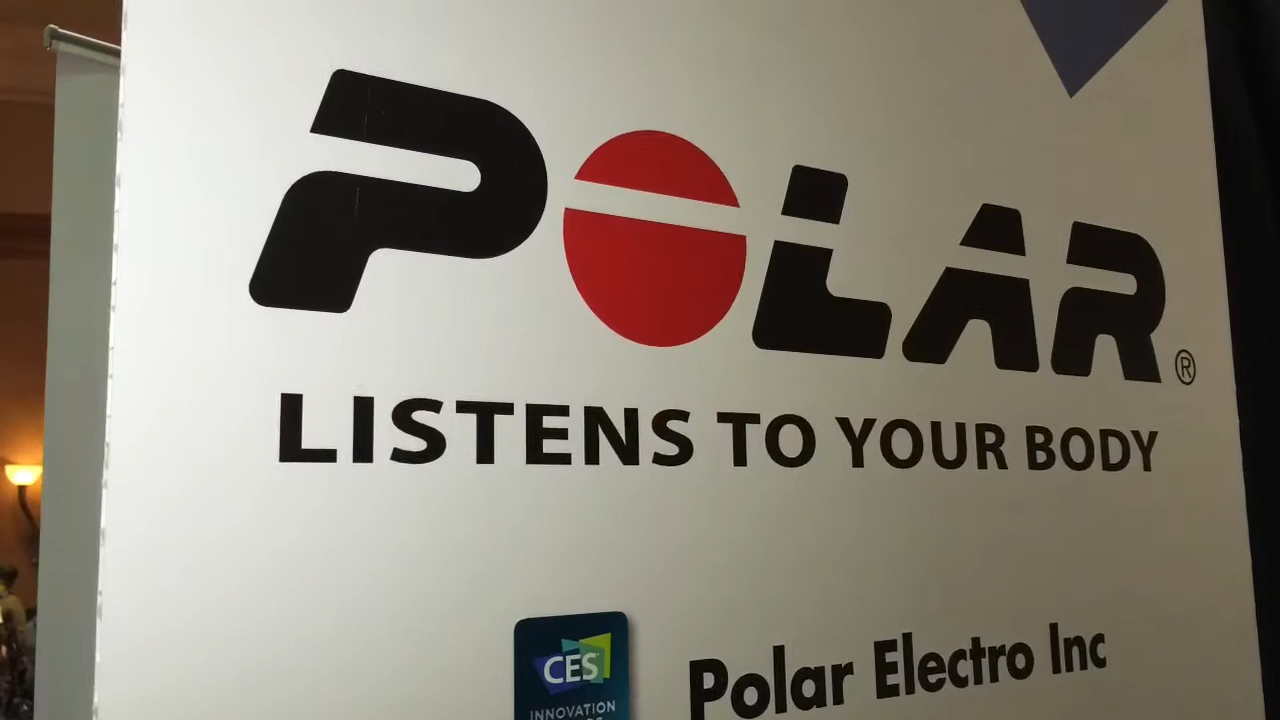 POLAR®
LISTENS TO YOUR BODY
CES
INNOVATION
Polar Electro Inc